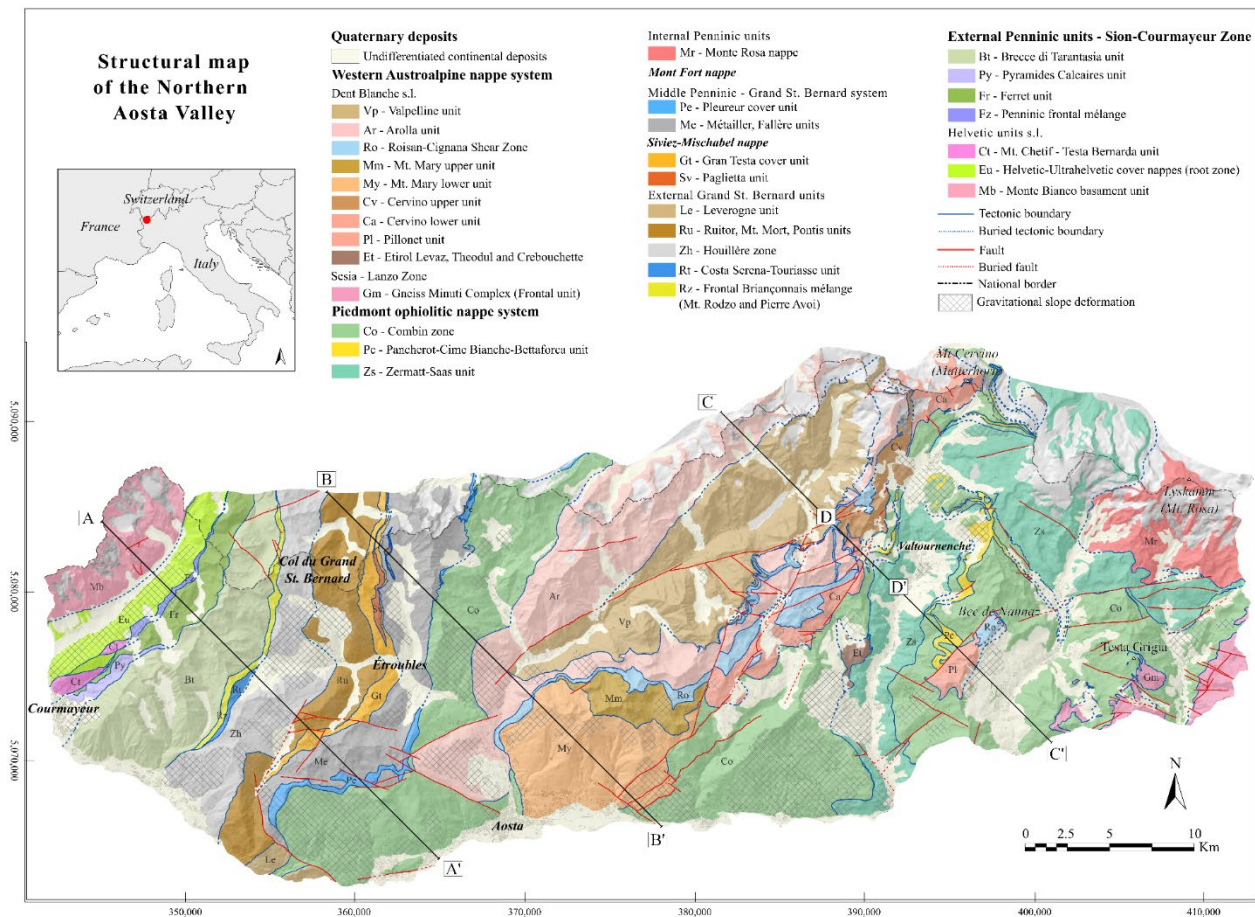 Structural map
of the Northern
Aosta Valley
Switzerland
France
Italy
Quaternary deposits
Undifferentiated continental deposits
Western Austroalpine nappe system
Dent Blanche s.l.
Vp - Valpelline unit
Ar - Arolla unit
Ro - Roisan-Cignana Shear Zone
Mm - Mt. Mary upper unit
My - Mt. Mary lower unit
Cv - Cervino upper unit
Ca - Cervino lower unit
Pl - Pillonet unit
Et - Etirol Levaz, Theodul and Crebouchette
Sesia - Lanzo Zone
Gm - Gneiss Minuti Complex (Frontal unit)
Piedmont ophiolitic nappe system
Co - Combin zone
Pc - Pancherot-Cime Bianche-Bettaforca unit
Zs - Zermatt-Saas unit
Internal Penninic units
Mr - Monte Rosa nappe
Mont Fort nappe
Middle Penninic - Grand St. Bernard system
Pe - Pleureur cover unit
Me - Métailler, Fallère units
Siviez-Mischabel nappe
Gt - Gran Testa cover unit
Sv - Paglietta unit
External Grand St. Bernard units
Le - Leverogne unit
Ru - Ruitor, Mt. Mort, Pontis units
Zh - Houillère zone
Rt - Costa Serena-Touriasse unit
Rz - Frontal Briançonnais mélange
(Mt. Rodzo and Pierre Avoi)
External Penninic units - Sion-Courmayeur Zone
Bt - Brecce di Tarantasia unit
Py - Pyramides Calcaires unit
Fr - Ferret unit
Fz - Penninic frontal mélange
Helvetic units s.l.
Ct - Mt. Chetif - Testa Bernarda unit
Eu - Helvetic-Ultrahelvetic cover nappes (root zone)
Mb - Monte Bianco basament unit
Tectonic boundary
Buried tectonic boundary
Fault
Buried fault
National border
Gravitational slope deformation
Mt Cervino
(Matterhorn)
C
Ca
5,090,000
Cv
B
A
Lyskamm
(Mt. Rosa)
D
Zs
Valtournenche
Mr
Col du Grand
St. Bernard
Mb
5,080,000
D'
Fr
Co
Ar
Ca
Eu
Vp
Bec de Nannaz
Co
Ro
Pc
Zs
Et
Testa Grigia
Étroubles
Py
Ct
Bt
Ru
Gt
Pl
Gm
Mm
Ro
Courmayeur
Zh
My
Co
5,070,000
Me
Pe
C'
N
Aosta
B'
A'
Le
0 2.5 5 10
Km
350,000
360,000
370,000
380,000
390,000
400,000
410,000